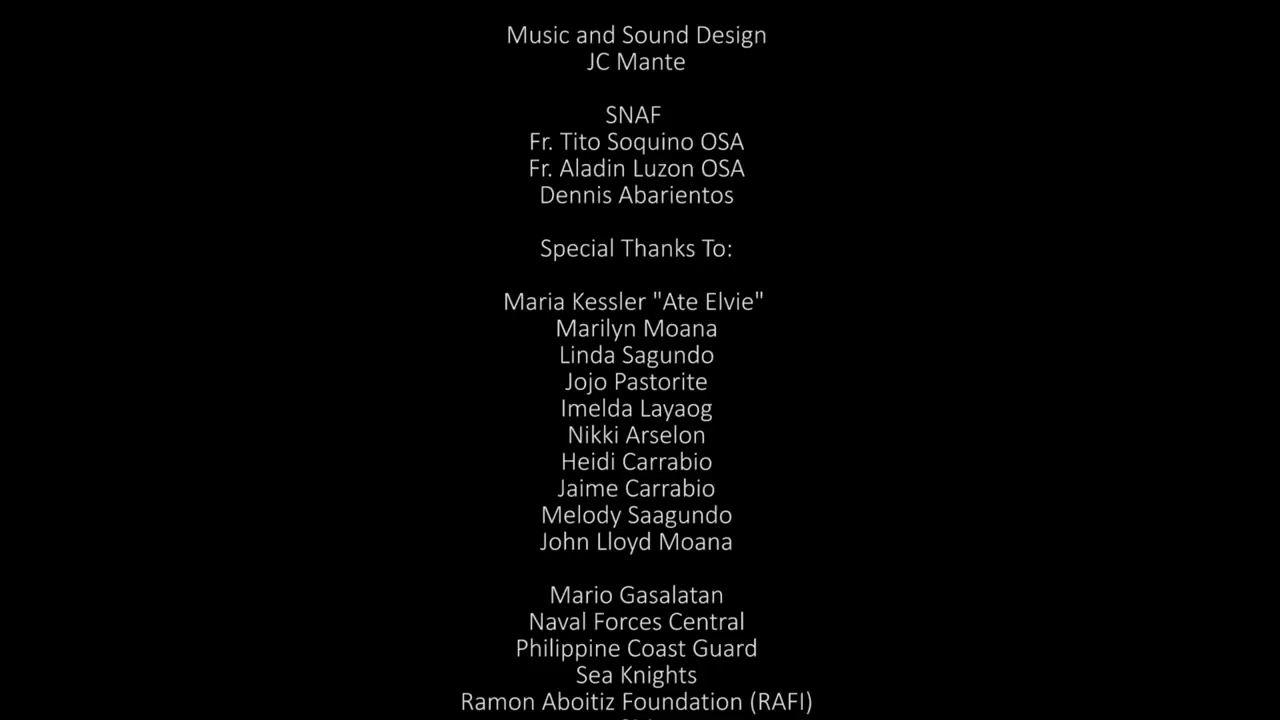 Music and Sound Design
JC Mante
SNAF
Fr. Tito Soquino OSA
Fr. Aladin Luzon OSA
Dennis Abarientos
Special Thanks To:
Maria Kessler "Ate Elvie"
Marilyn Moana
Linda Sagundo
Jojo Pastorite
Imelda Layaog
Nikki Arselon
Heidi Carrabio
Jaime Carrabio
Melody Saagundo
John Lloyd Moana
Mario Gasalatan
Naval Forces Central
Philippine Coast Guard
Sea Knights
Ramon Aboitiz Foundation (RAFI)